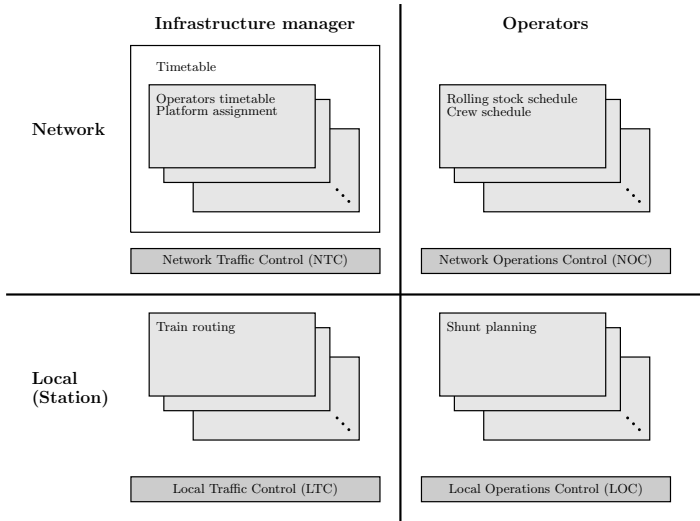 Infrastructure manager
Operators
Network
Timetable
Operators timetable
Platform assignment
Rolling stock schedule
Crew schedule
Network Traffic Control (NTC)
Network Operations Control (NOC)
Local
(Station)
Train routing
Shunt planning
Local Traffic Control (LTC)
Local Operations Control (LOC)